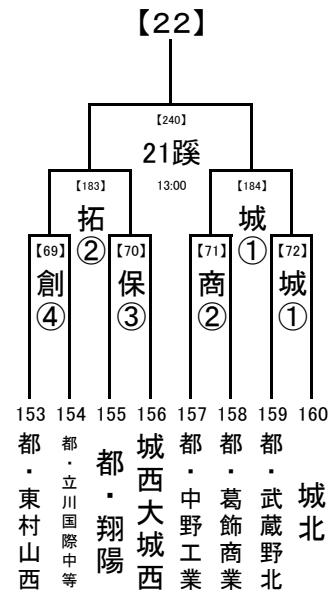 【22】
【240】
21蹊
【183】 13:00 【184】
拓② 城①
【69】 【70】 【71】 【72】
創④ 保③ 商② 城①
153 154 155 156 157 158 159 160
都・東村山西
都・立川国際中等
都・翔陽
城西大城西
都・中野工業
都・葛飾商業
都・武蔵野北
城北